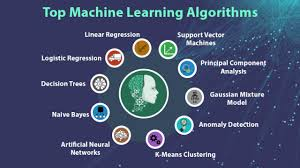 Top Machine Learning Algorithms
Linear Regression
Support Vector
Machines
Logistic Regression
Principal Component
Analysis
Decision Trees
Gaussian Mixture
Model
Naive Bayes
Anomaly Detection
Artificial Neural
Networks
K-Means Clustering